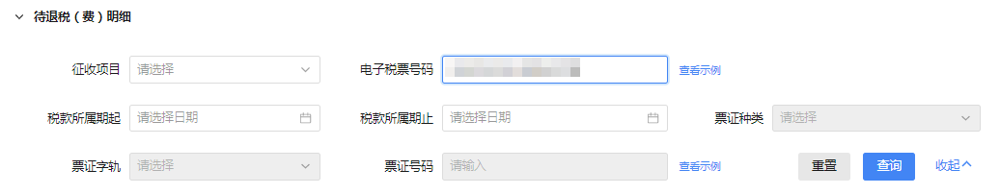 待退税（费）明细
征收项目 请选择 电子税票号码 查看示例
税款所属期起 请选择日期 税款所属期止 请选择日期 票证种类 请选择
票证字轨 请选择 票证号码 请输入 查看示例 重置 查询 收起